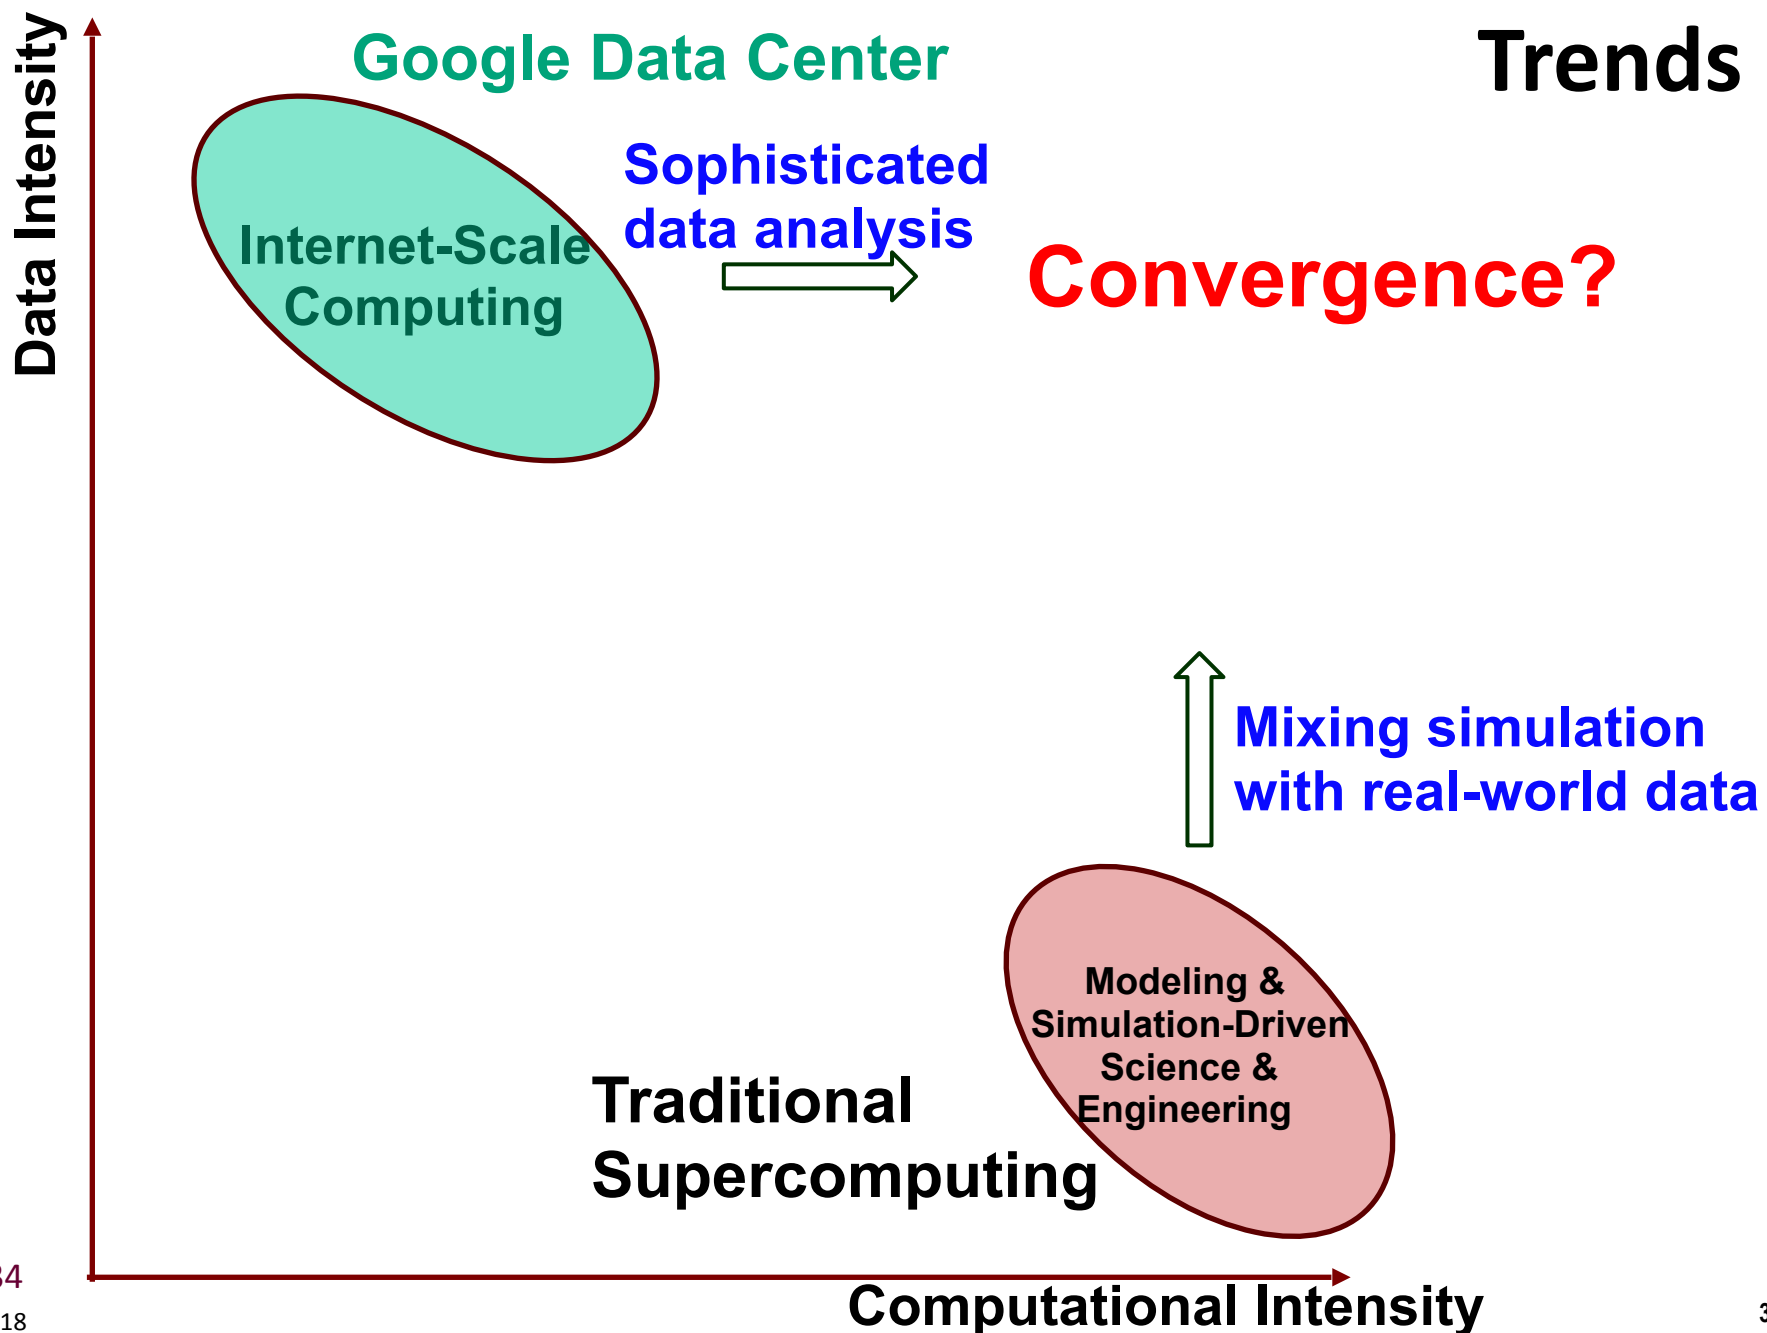 Trends
Google Data Center
Data Intensity
Sophisticated
data analysis
Internet-Scale
Computing
Convergence?
Mixing simulation
with real-world data
Modeling &
Simulation-Driven
Science &
Engineering
Traditional
Supercomputing
Computational Intensity
18